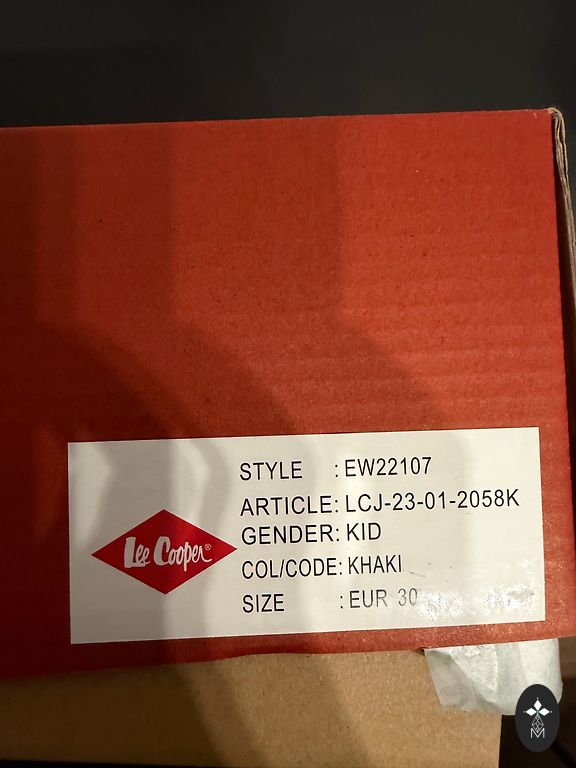 STYLE : EW22107
ARTICLE: LCJ-23-01-2058K
GENDER: KID
Lee Cooper®
COL/CODE: KHAKI
SIZE : EUR 30
M